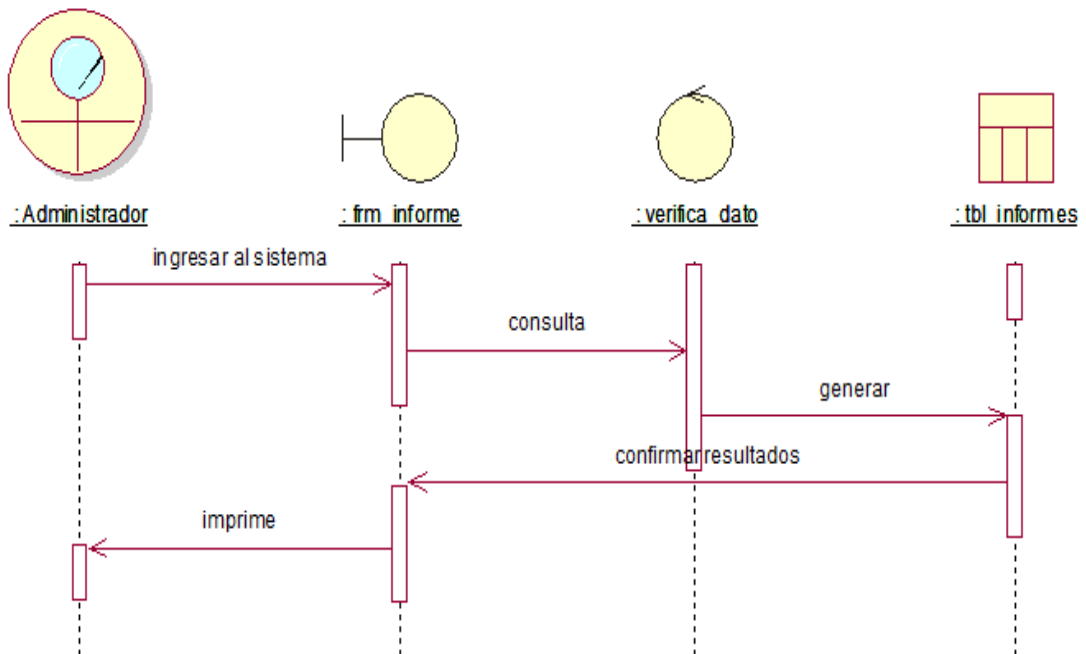 : Administrador
: frm_informe
: verifica_dato
: tbl_informes
ingresar al sistema
consulta
generar
confirmar resultados
imprime